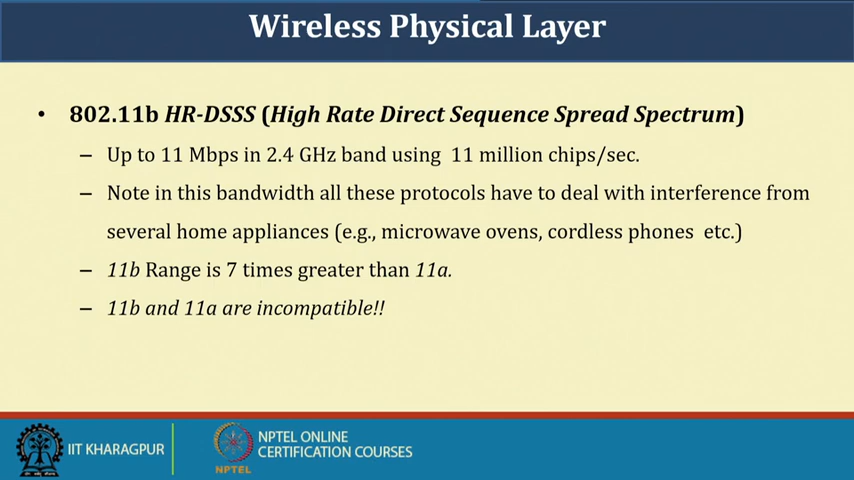 Wireless Physical Layer
• 802.11b HR-DSSS (High Rate Direct Sequence Spread Spectrum)
– Up to 11 Mbps in 2.4 GHz band using 11 million chips/sec.
– Note in this bandwidth all these protocols have to deal with interference from
several home appliances (e.g., microwave ovens, cordless phones etc.)
– 11b Range is 7 times greater than 11a.
– 11b and 11a are incompatible!!
IIT KHARAGPUR
NPTEL
NPTEL ONLINE
CERTIFICATION COURSES